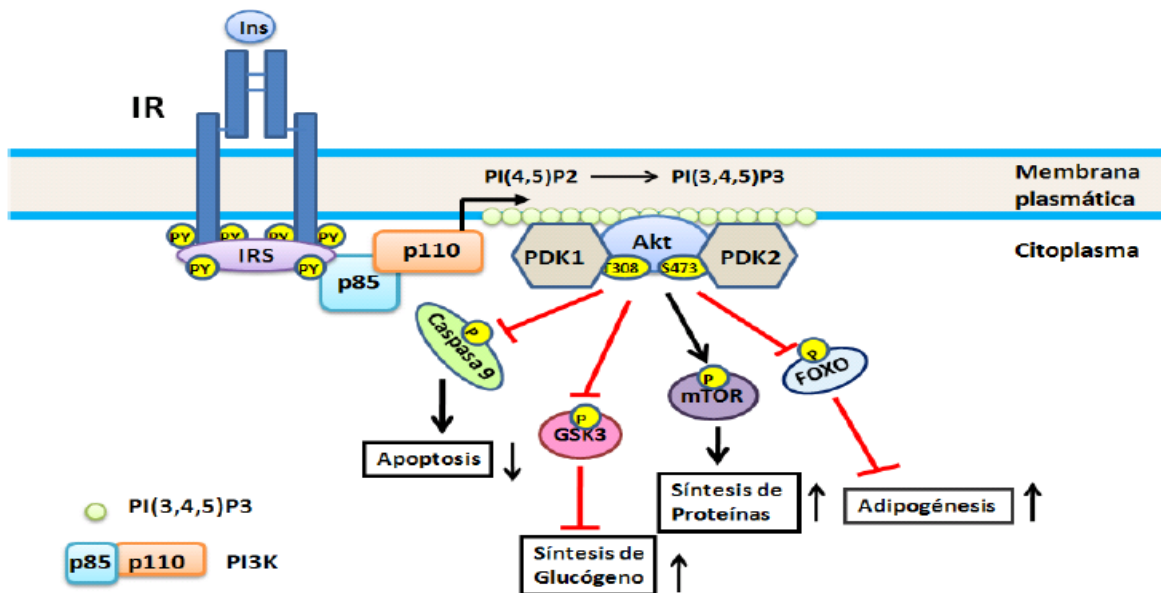 Ins
IR
PI(4,5)P2
PI(3,4,5)P3
Membrana
plasmática
Citoplasma
PY
PY
PY
PY
IRS
PY
PY
p85
p110
PDK1
Akt
PDK2
T308
S473
P
Caspasa 9
P
GSK3
P
mTOR
P
FOXO
Apoptosis
Síntesis de
Glucógeno
Síntesis de
Proteínas
Adipogénesis
PI(3,4,5)P3
p85
p110
PI3K